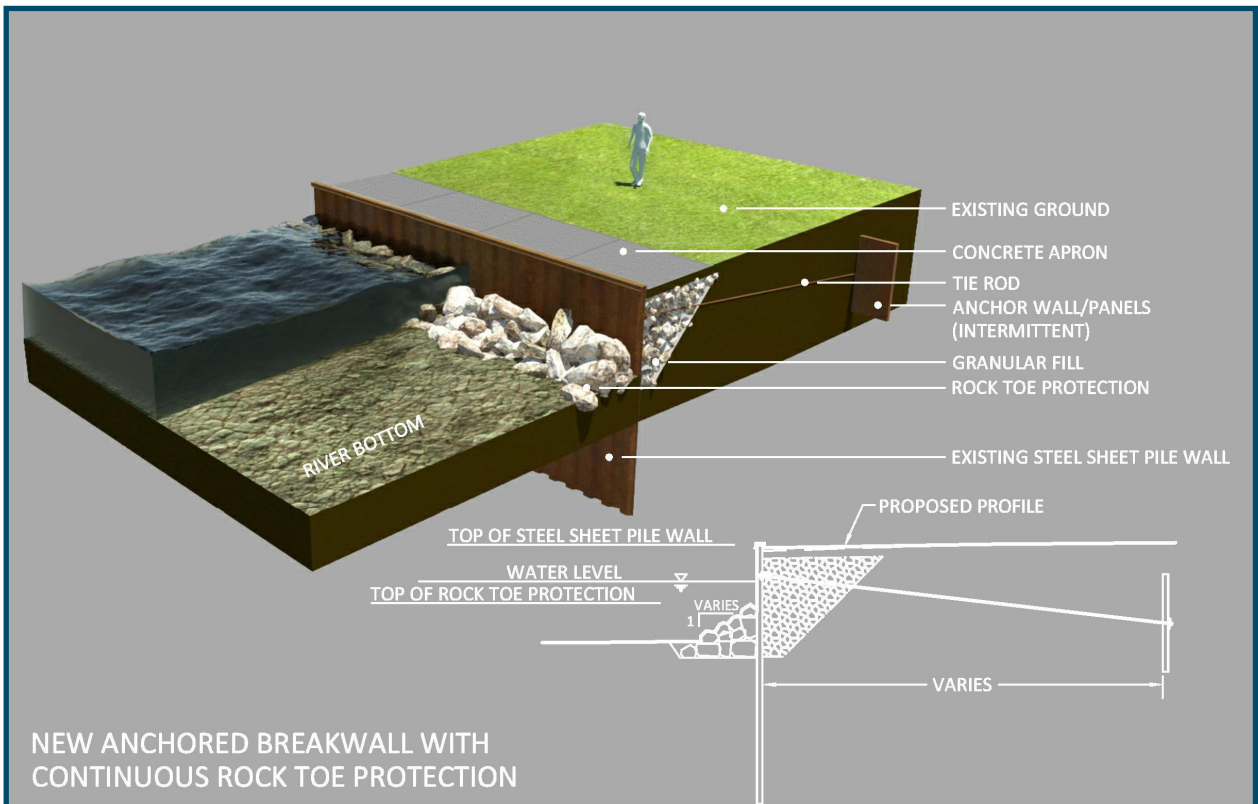 EXISTING GROUND
CONCRETE APRON
TIE ROD
ANCHOR WALL/PANELS
(INTERMITTENT)
GRANULAR FILL
ROCK TOE PROTECTION
RIVER BOTTOM
EXISTING STEEL SHEET PILE WALL
PROPOSED PROFILE
TOP OF STEEL SHEET PILE WALL
WATER LEVEL
TOP OF ROCK TOE PROTECTION
VARIES
1
VARIES
NEW ANCHORED BREAKWALL WITH
CONTINUOUS ROCK TOE PROTECTION